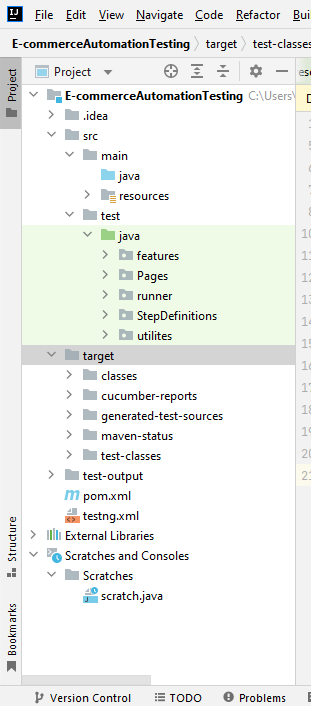 IJ File Edit View Navigate Code Refactor Build
E-commerceAutomationTesting target test-classes
Project
Project
E-commerceAutomationTesting C:\Users\
.idea
src
main
java
resources
test
java
features
Pages
runner
StepDefinitions
utilites
target
classes
cucumber-reports
generated-test-sources
maven-status
test-classes
test-output
pom.xml
testng.xml
External Libraries
Scratches and Consoles
Scratches
scratch.java
Structure
Bookmarks
Version Control TODO Problems
10
11
12
13
14
15
16
17
18
19
20